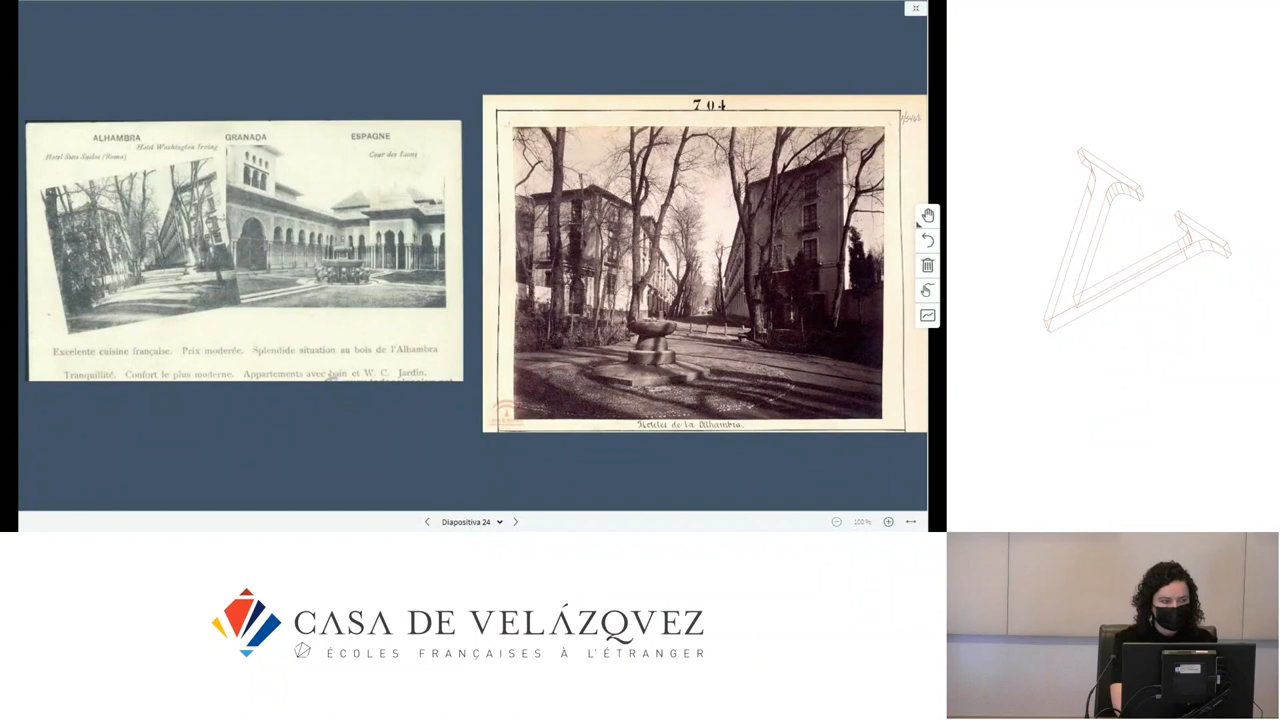 704
ALHAMBRA GRANADA ESPAGNE
Hotel Siete Suelos (Roma) Hotel Washington Irving Cour des Lions
Excelente cuisine française. Prix moderée. Splendide situation au bois de l'Alhambra
Tranquillité. Confort le plus moderne. Appartements avec bain et W. C. Jardin.
Hoteles de la Alhambra.
Diapositiva 24
100 %
CASA DE VELÁZQVEZ
ÉCOLES FRANÇAISES À L'ÉTRANGER